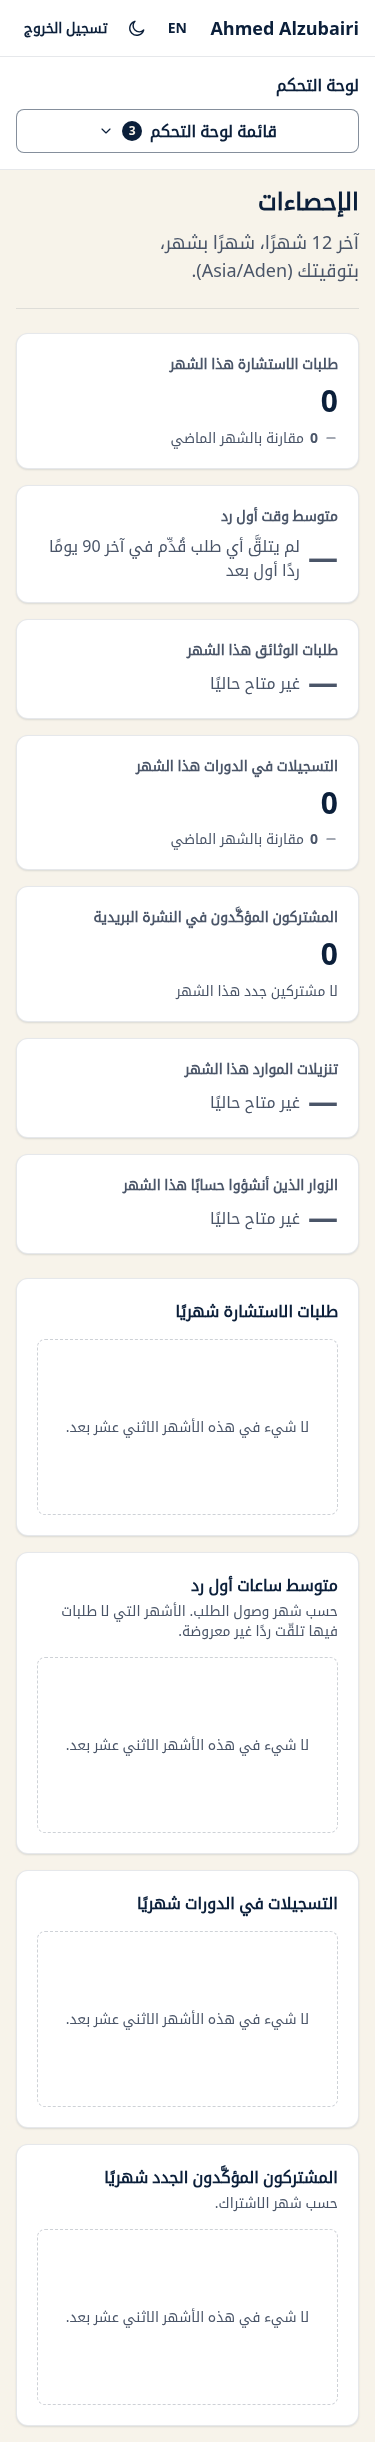 Ahmed Alzubairi
EN
تسجيل الخروج
لوحة التحكم
قائمة لوحة التحكم 3
الإحصاءات
آخر 12 شهرًا، شهرًا بشهر،
بتوقيتك (Asia/Aden).
طلبات الاستشارة هذا الشهر
0
— 0 مقارنة بالشهر الماضي
متوسط وقت أول رد
— لم يتلقَّ أي طلب قُدِّم في آخر 90 يومًا
ردًا أول بعد
طلبات الوثائق هذا الشهر
— غير متاح حاليًا
التسجيلات في الدورات هذا الشهر
0
— 0 مقارنة بالشهر الماضي
المشتركون المؤكَّدون في النشرة البريدية
0
لا مشتركين جدد هذا الشهر
تنزيلات الموارد هذا الشهر
— غير متاح حاليًا
الزوار الذين أنشؤوا حسابًا هذا الشهر
— غير متاح حاليًا
طلبات الاستشارة شهريًا
لا شيء في هذه الأشهر الاثني عشر بعد.
متوسط ساعات أول رد
حسب شهر وصول الطلب. الأشهر التي لا طلبات
فيها تلقّت ردًا غير معروضة.
لا شيء في هذه الأشهر الاثني عشر بعد.
التسجيلات في الدورات شهريًا
لا شيء في هذه الأشهر الاثني عشر بعد.
المشتركون المؤكَّدون الجدد شهريًا
حسب شهر الاشتراك.
لا شيء في هذه الأشهر الاثني عشر بعد.